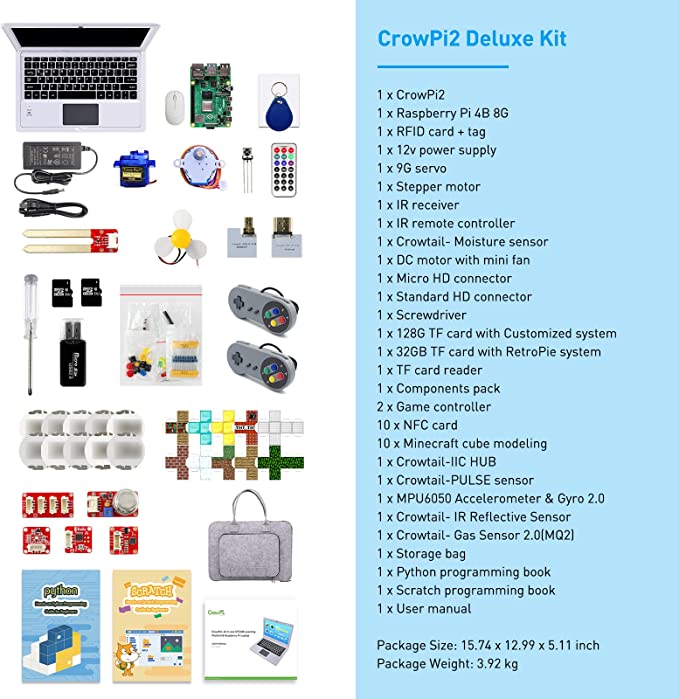 CrowPi2 Deluxe Kit
1 x CrowPi2
1 x Raspberry Pi 4B 8G
1 x RFID card + tag
1 x 12v power supply
1 x 9G servo
1 x Stepper motor
1 x IR receiver
1 x IR remote controller
1 x Crowtail- Moisture sensor
1 x DC motor with mini fan
1 x Micro HD connector
1 x Standard HD connector
1 x Screwdriver
1 x 128G TF card with Customized system
1 x 32GB TF card with RetroPie system
1 x TF card reader
1 x Components pack
2 x Game controller
10 x NFC card
10 x Minecraft cube modeling
1 x Crowtail-IIC HUB
1 x Crowtail-PULSE sensor
1 x MPU6050 Accelerometer & Gyro 2.0
1 x Crowtail- IR Reflective Sensor
1 x Crowtail- Gas Sensor 2.0(MQ2)
1 x Storage bag
1 x Python programming book
1 x Scratch programming book
1 x User manual
Package Size: 15.74 x 12.99 x 5.11 inch
Package Weight: 3.92 kg
python
Guide for Beginners
SCRATCH
Guide for Beginners
CrowPi